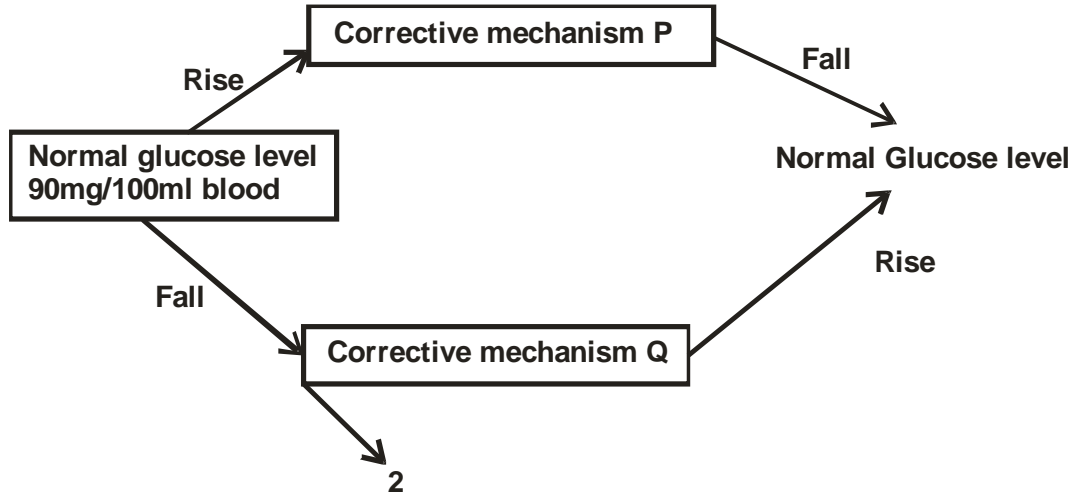 Corrective mechanism P
Rise
Fall
Normal glucose level
90mg/100ml blood
Normal Glucose level
Fall
Rise
Corrective mechanism Q
2